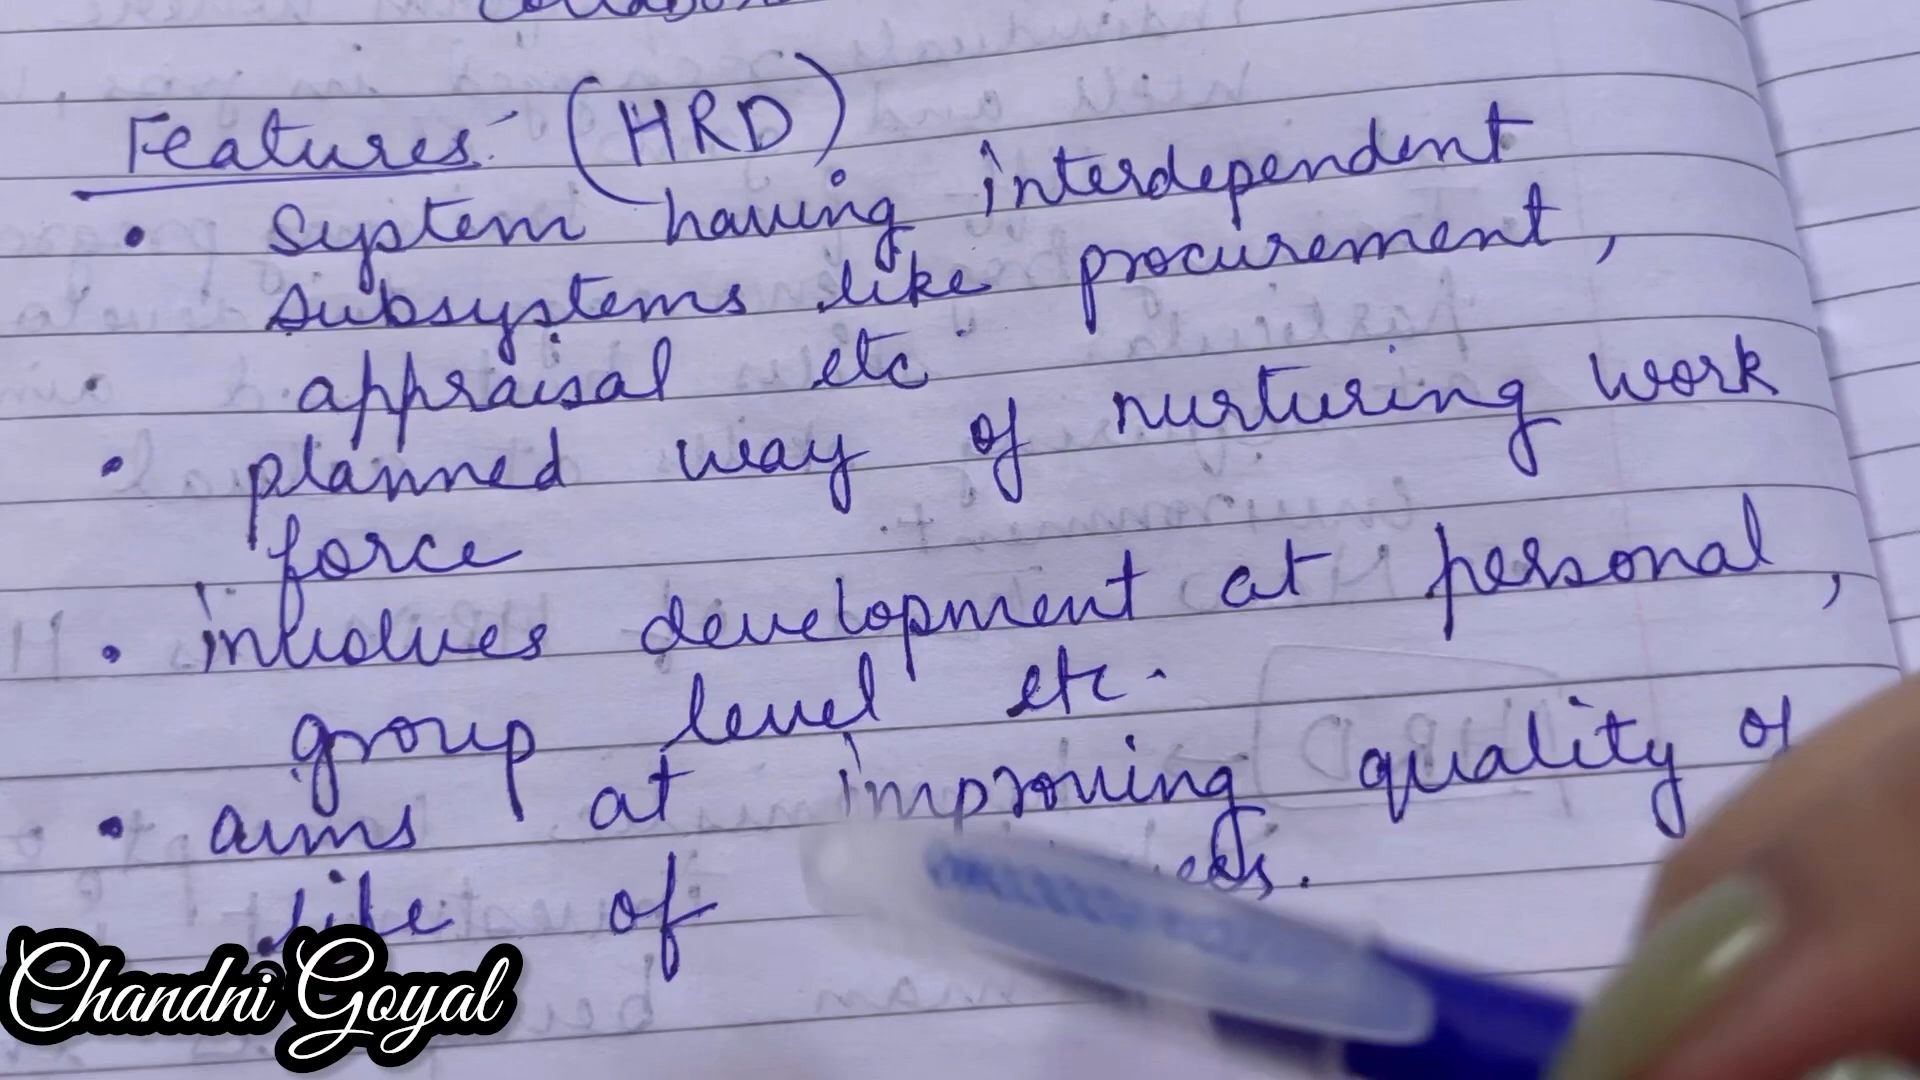 Features:- (HRD)
• System having interdependent
subsystems like procurement,
appraisal etc
• planned way of nurturing work
force
• involves development at personal,
group level etc.
• aims at improving quality of
life of
Chandni Goyal